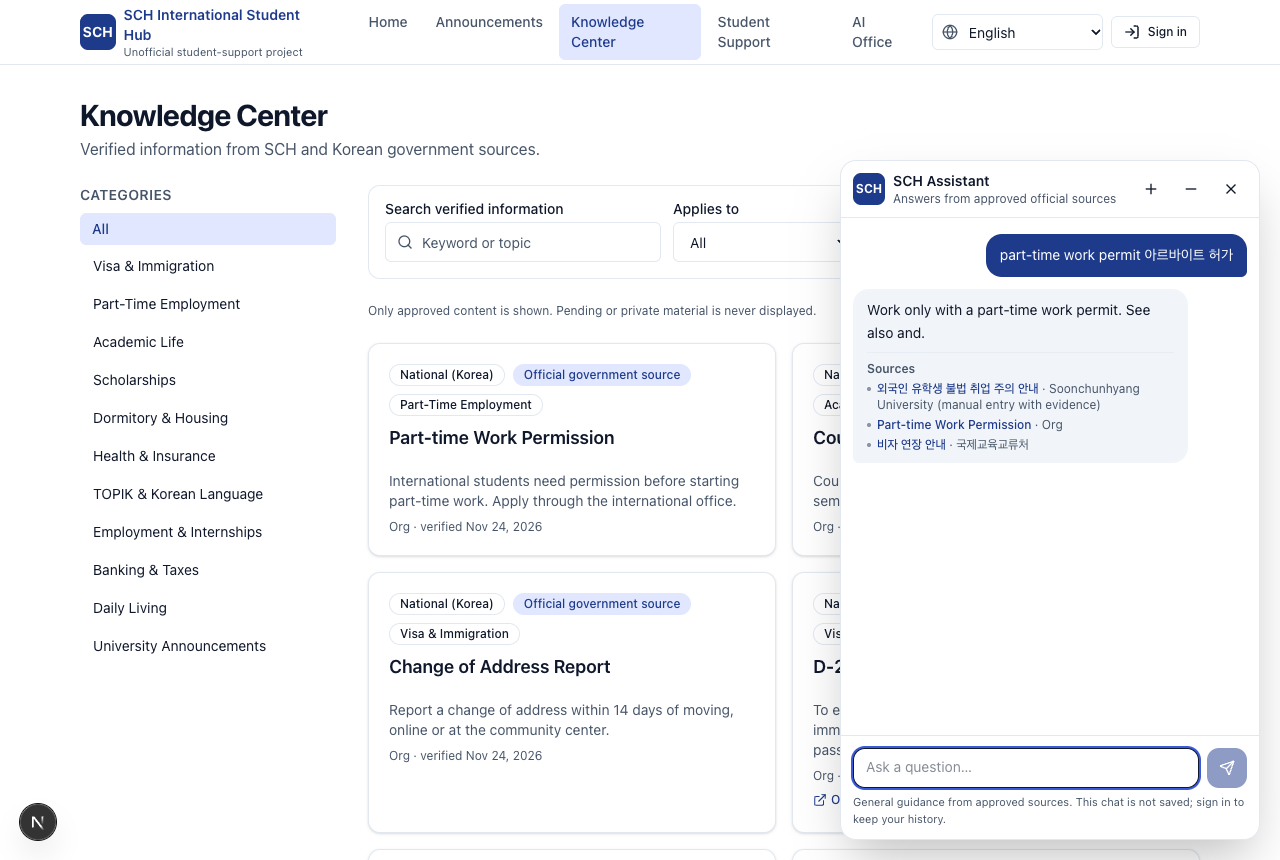 SCH
SCH International Student
Hub
Unofficial student-support project
Home
Announcements
Knowledge
Center
Student
Support
AI
Office
English
Sign in
Knowledge Center
Verified information from SCH and Korean government sources.
CATEGORIES
All
Visa & Immigration
Part-Time Employment
Academic Life
Scholarships
Dormitory & Housing
Health & Insurance
TOPIK & Korean Language
Employment & Internships
Banking & Taxes
Daily Living
University Announcements
Search verified information
Keyword or topic
Applies to
All
Only approved content is shown. Pending or private material is never displayed.
National (Korea)
Official government source
Part-Time Employment
Part-time Work Permission
International students need permission before starting
part-time work. Apply through the international office.
Org · verified Nov 24, 2026
National (Korea)
Official government source
Visa & Immigration
Change of Address Report
Report a change of address within 14 days of moving,
online or at the community center.
Org · verified Nov 24, 2026
Org ·
To e
Org ·
SCH
SCH Assistant
Answers from approved official sources
part-time work permit 아르바이트 허가
Work only with a part-time work permit. See
also and.
Sources
외국인 유학생 불법 취업 주의 안내 · Soonchunhyang
University (manual entry with evidence)
Part-time Work Permission · Org
비자 연장 안내 · 국제교육교류처
Ask a question...
General guidance from approved sources. This chat is not saved; sign in to
keep your history.
N